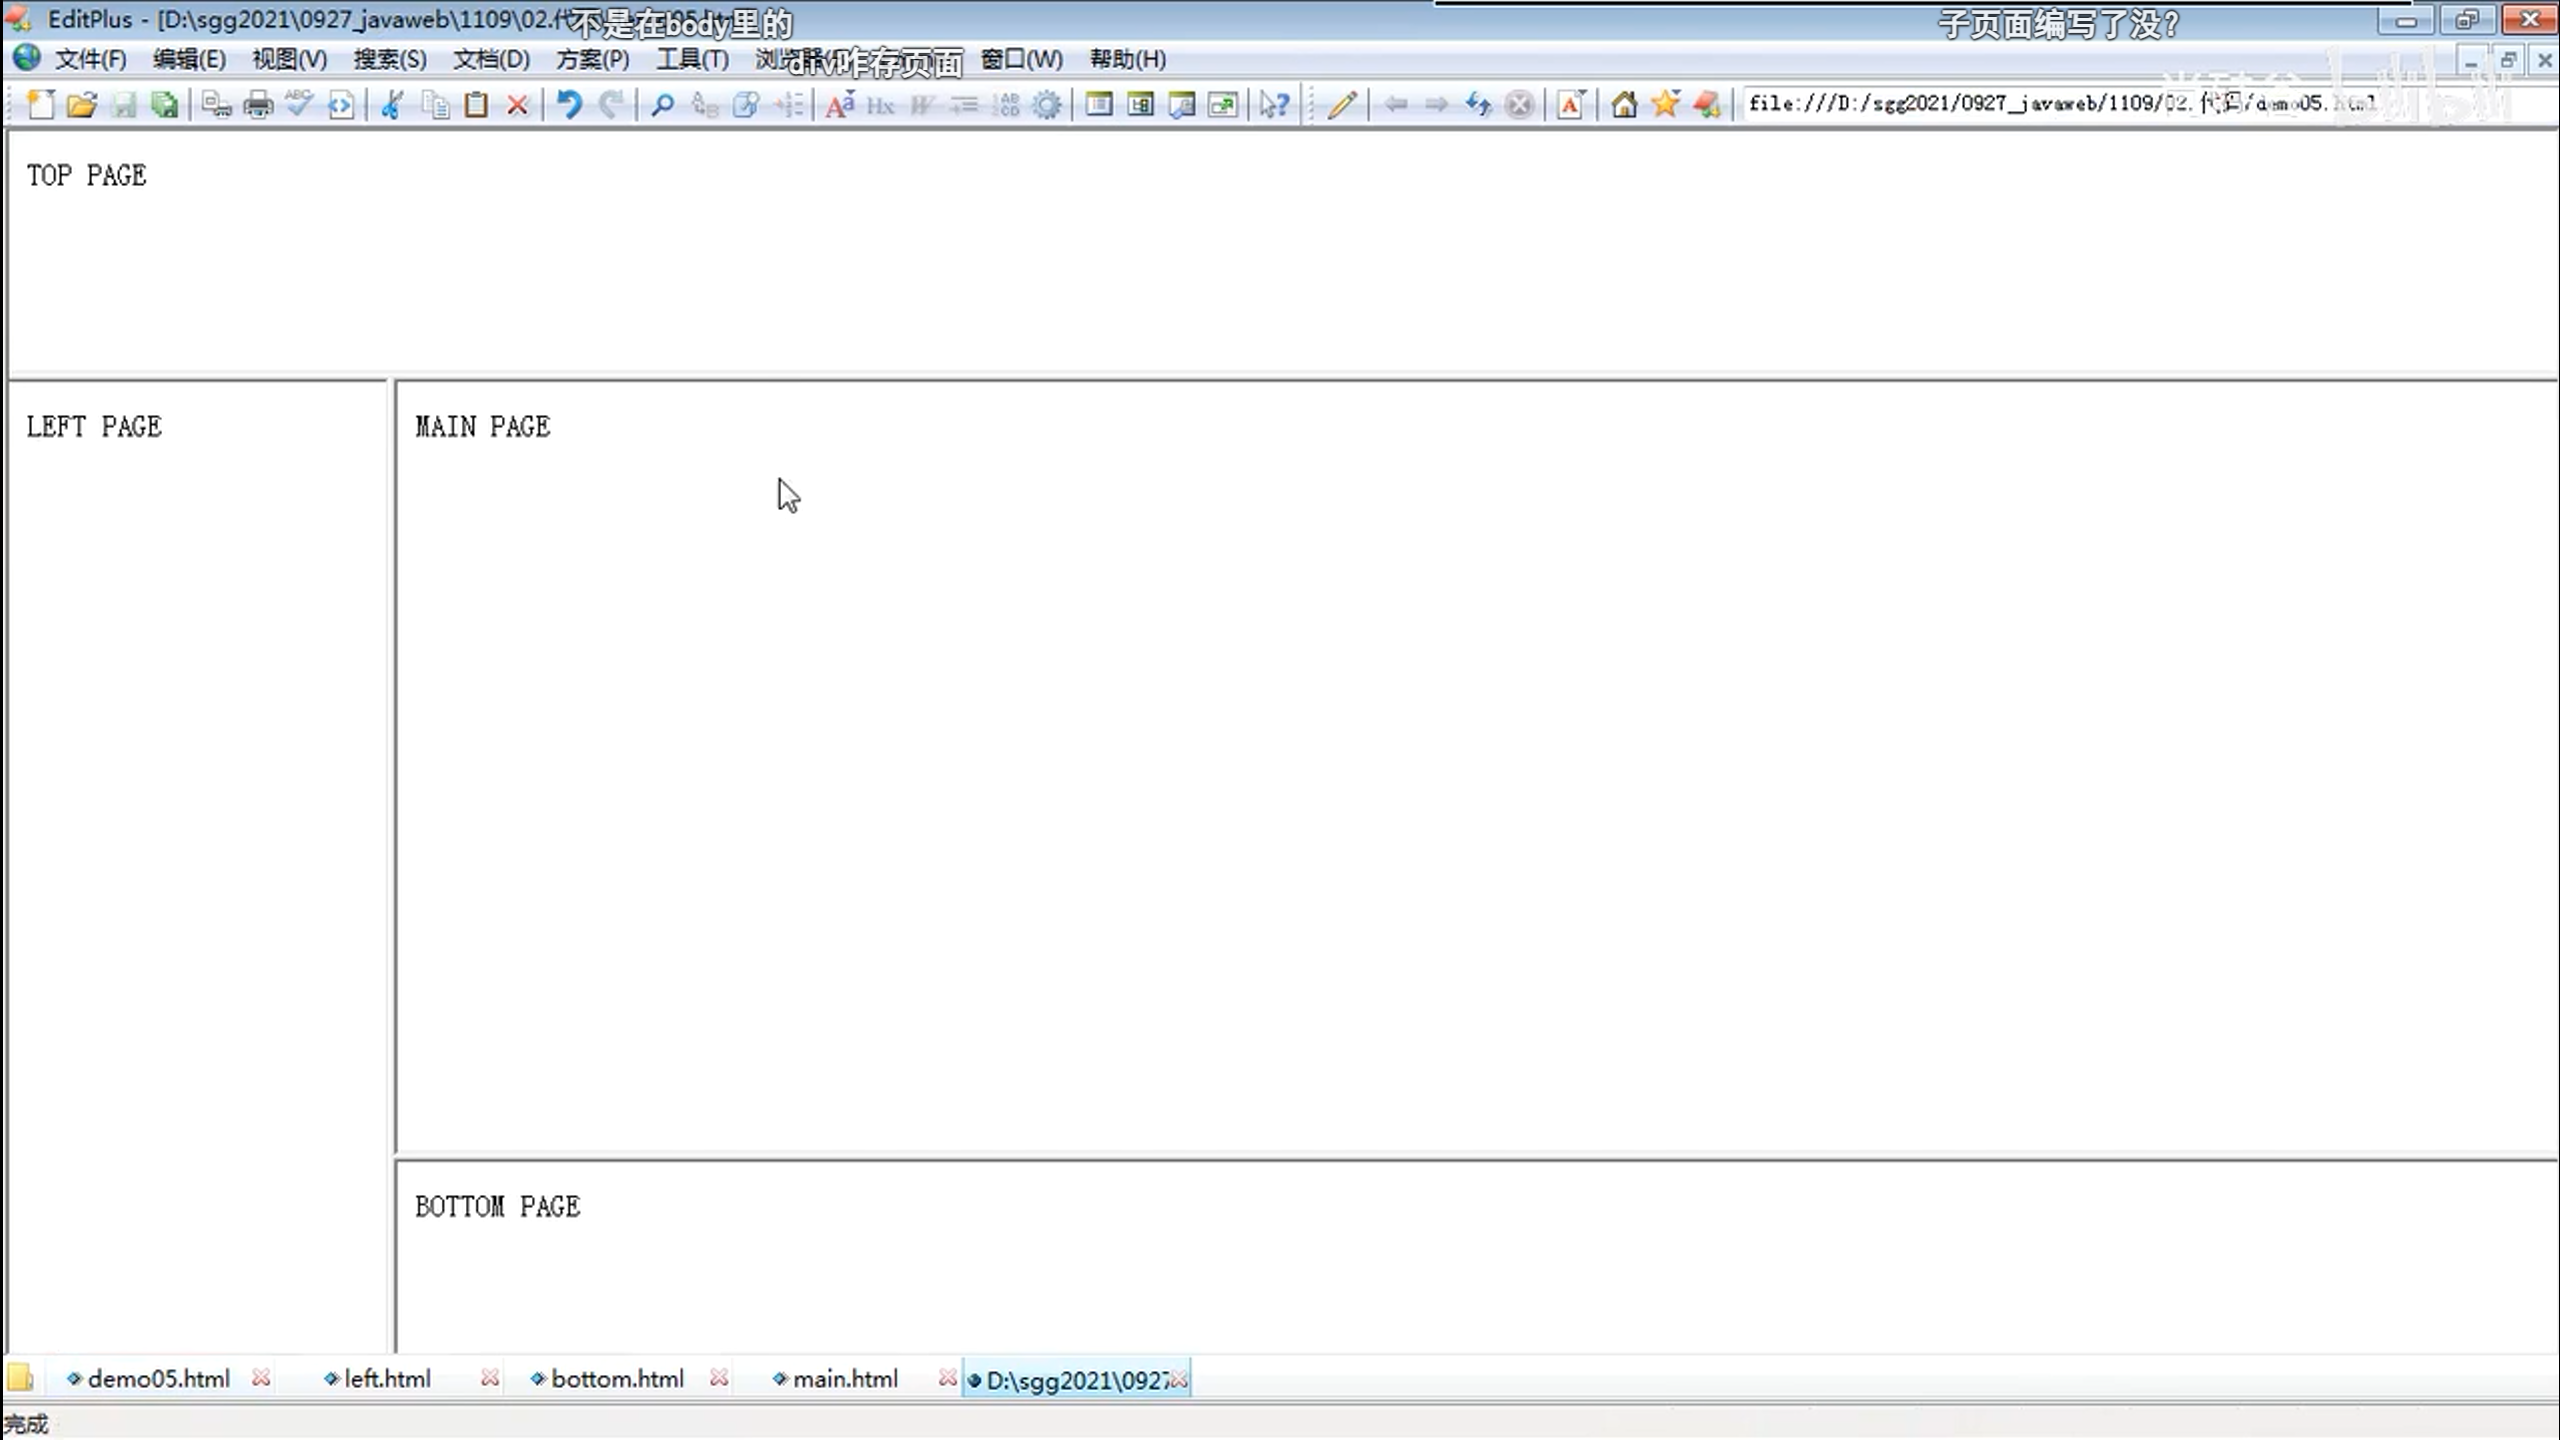 EditPlus - [D:\sgg2021\0927_javaweb\1109\02.代
不是在body里的
子页面编写了没？
文件(F) 编辑(E) 视图(V) 搜索(S) 文档(D) 方案(P) 工具(T) 浏览器 窗口(W) 帮助(H)
div咋存页面
file:///D:/sgg2021/0927_javaweb/1109/02.代码/demo05.html
TOP PAGE
LEFT PAGE
MAIN PAGE
BOTTOM PAGE
demo05.html left.html bottom.html main.html D:\sgg2021\0927
完成